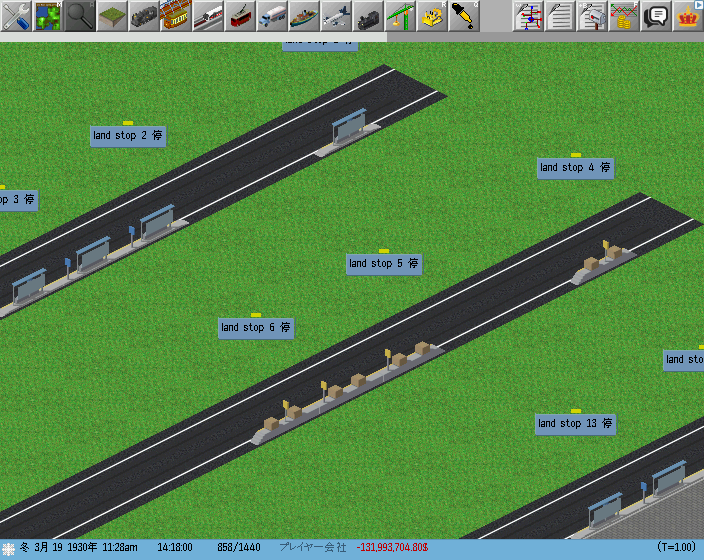 land stop 2 停
land stop 4 停
op 3 停
land stop 5 停
land stop 6 停
land sto
land stop 13 停
冬 3月 19 1930年 11:28am 14:18:00 858/1440 プレイヤー会社 -131,993,704.80$ (T=1.00)